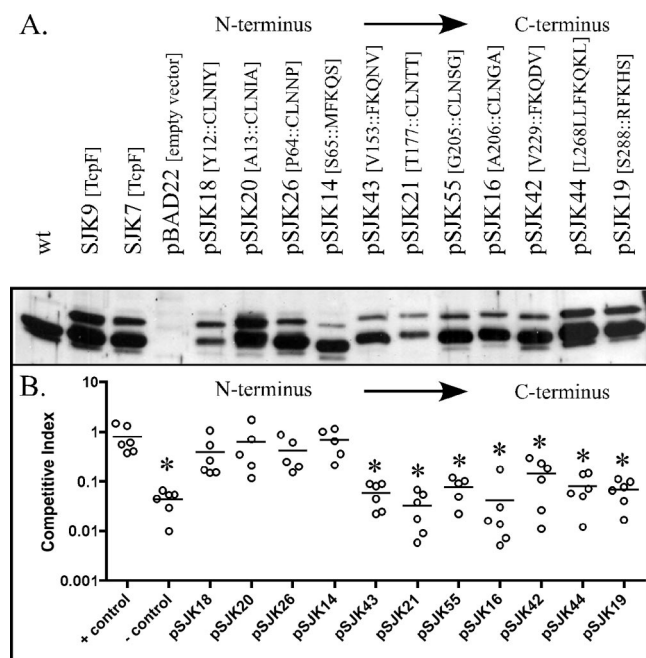 A.
N-terminus
C-terminus
wt
SJK9 [TcpF]
SJK7 [TcpF]
pBAD22 [empty vector]
pSJK18 [Y12::CLNIY]
pSJK20 [A13::CLNIA]
pSJK26 [P64::CLNNP]
pSJK14 [S65::MFKQS]
pSJK43 [V153::FKQNV]
pSJK21 [T177::CLNTT]
pSJK55 [G205::CLNSG]
pSJK16 [A206::CLNGA]
pSJK42 [V229::FKQDV]
pSJK44 [L268LLFKQKL]
pSJK19 [S288::RFKHS]
B.
N-terminus
C-terminus
Competitive Index
10
1
0.1
0.01
0.001
*
*
*
*
*
*
*
*
+ control
- control
pSJK18
pSJK20
pSJK26
pSJK14
pSJK43
pSJK21
pSJK55
pSJK16
pSJK42
pSJK44
pSJK19